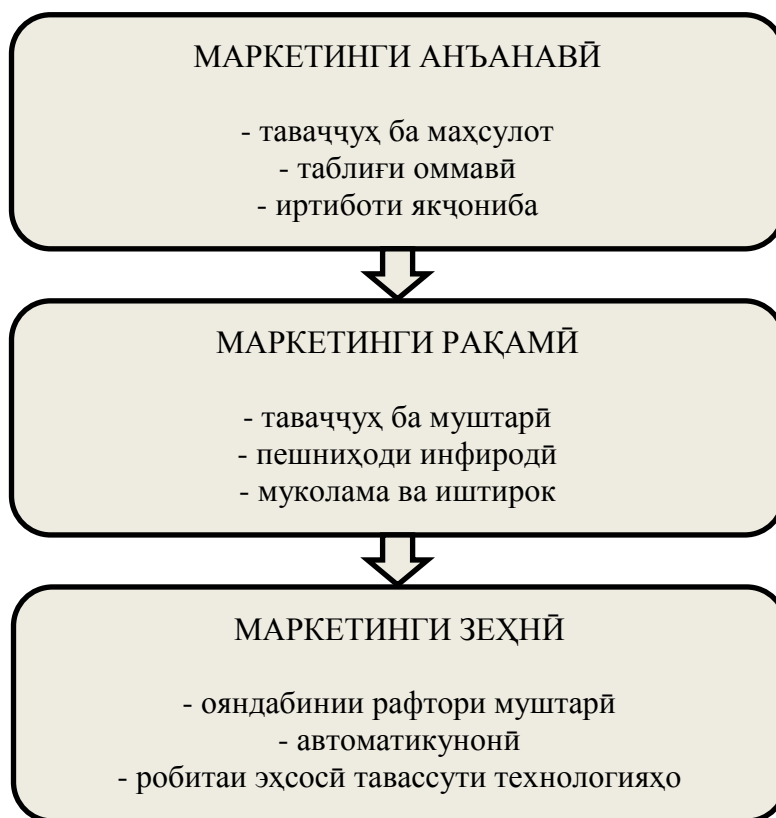 МАРКЕТИНГИ АНЪАНАВӢ
- таваҷҷуҳ ба маҳсулот
- таблиғи оммавӣ
- иртиботи якҷониба
МАРКЕТИНГИ РАҚАМӢ
- таваҷҷуҳ ба муштарӣ
- пешниҳоди инфиродӣ
- муколама ва иштирок
МАРКЕТИНГИ ЗЕҲНӢ
- ояндабинии рафтори муштарӣ
- автоматикунонӣ
- робитаи эҳсосӣ тавассути технологияҳо